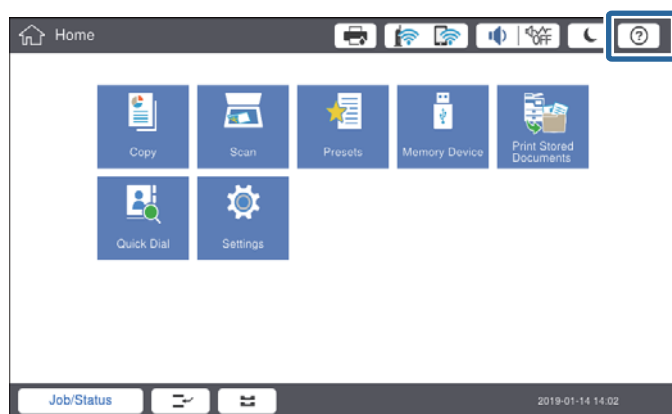 Home
OFF
?
Copy
Scan
Presets
Memory Device
Print Stored
Documents
Quick Dial
Settings
Job/Status
2019-01-14 14:02